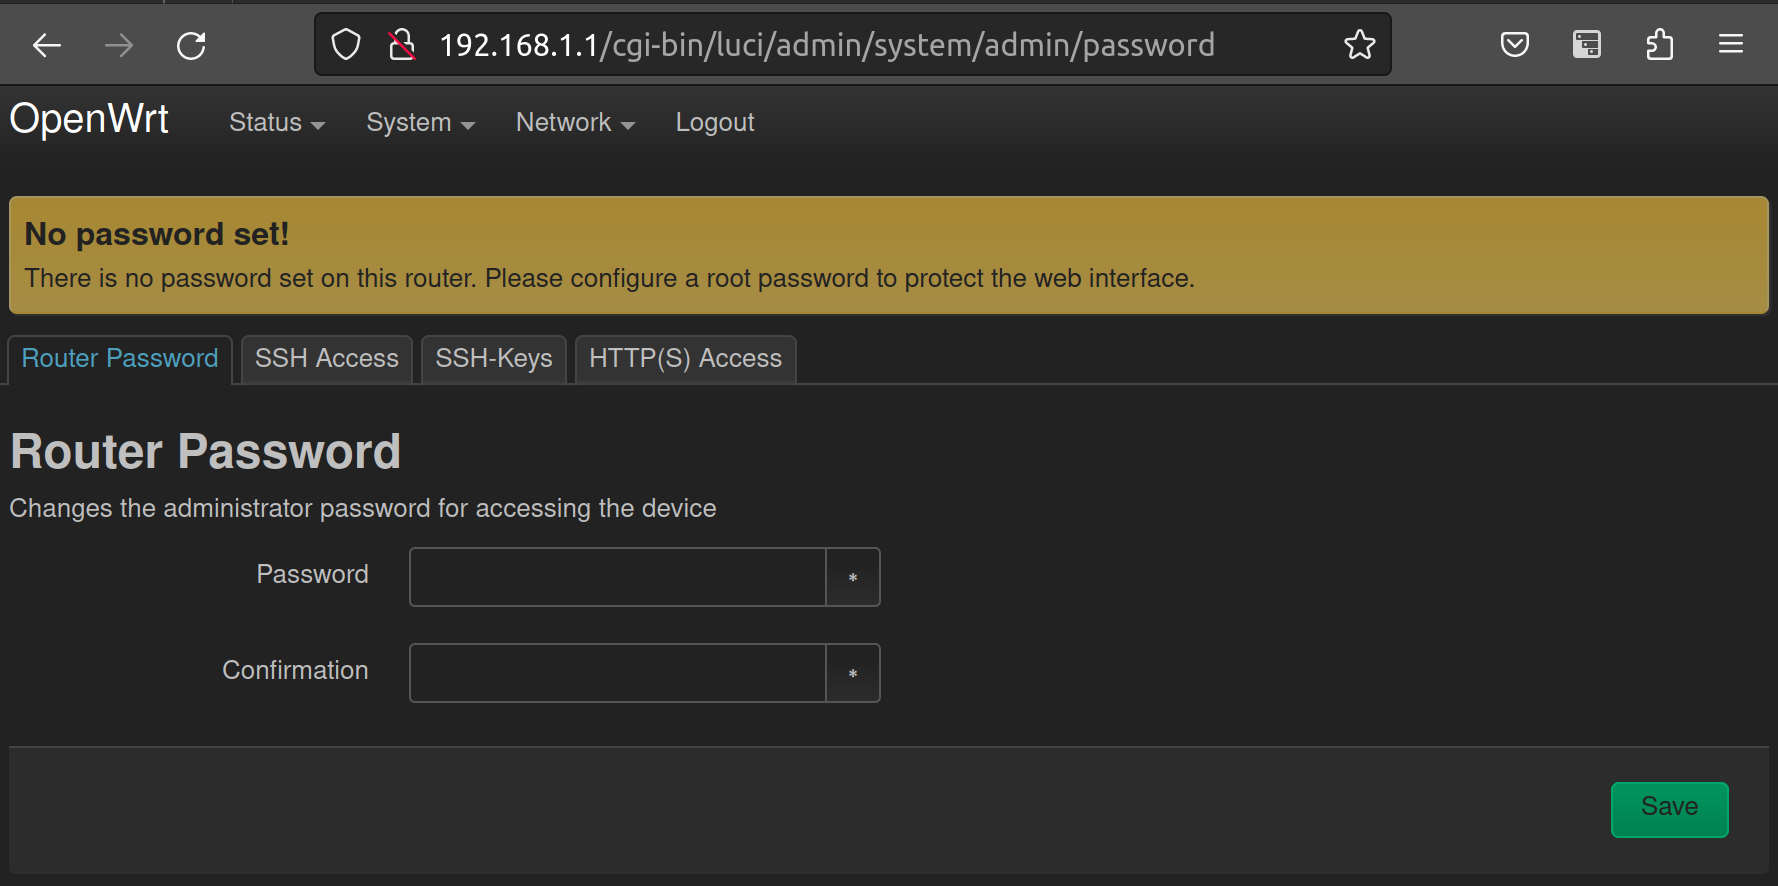 192.168.1.1/cgi-bin/luci/admin/system/admin/password
OpenWrt Status System Network Logout
No password set!
There is no password set on this router. Please configure a root password to protect the web interface.
Router Password SSH Access SSH-Keys HTTP(S) Access
Router Password
Changes the administrator password for accessing the device
Password *
Confirmation *
Save